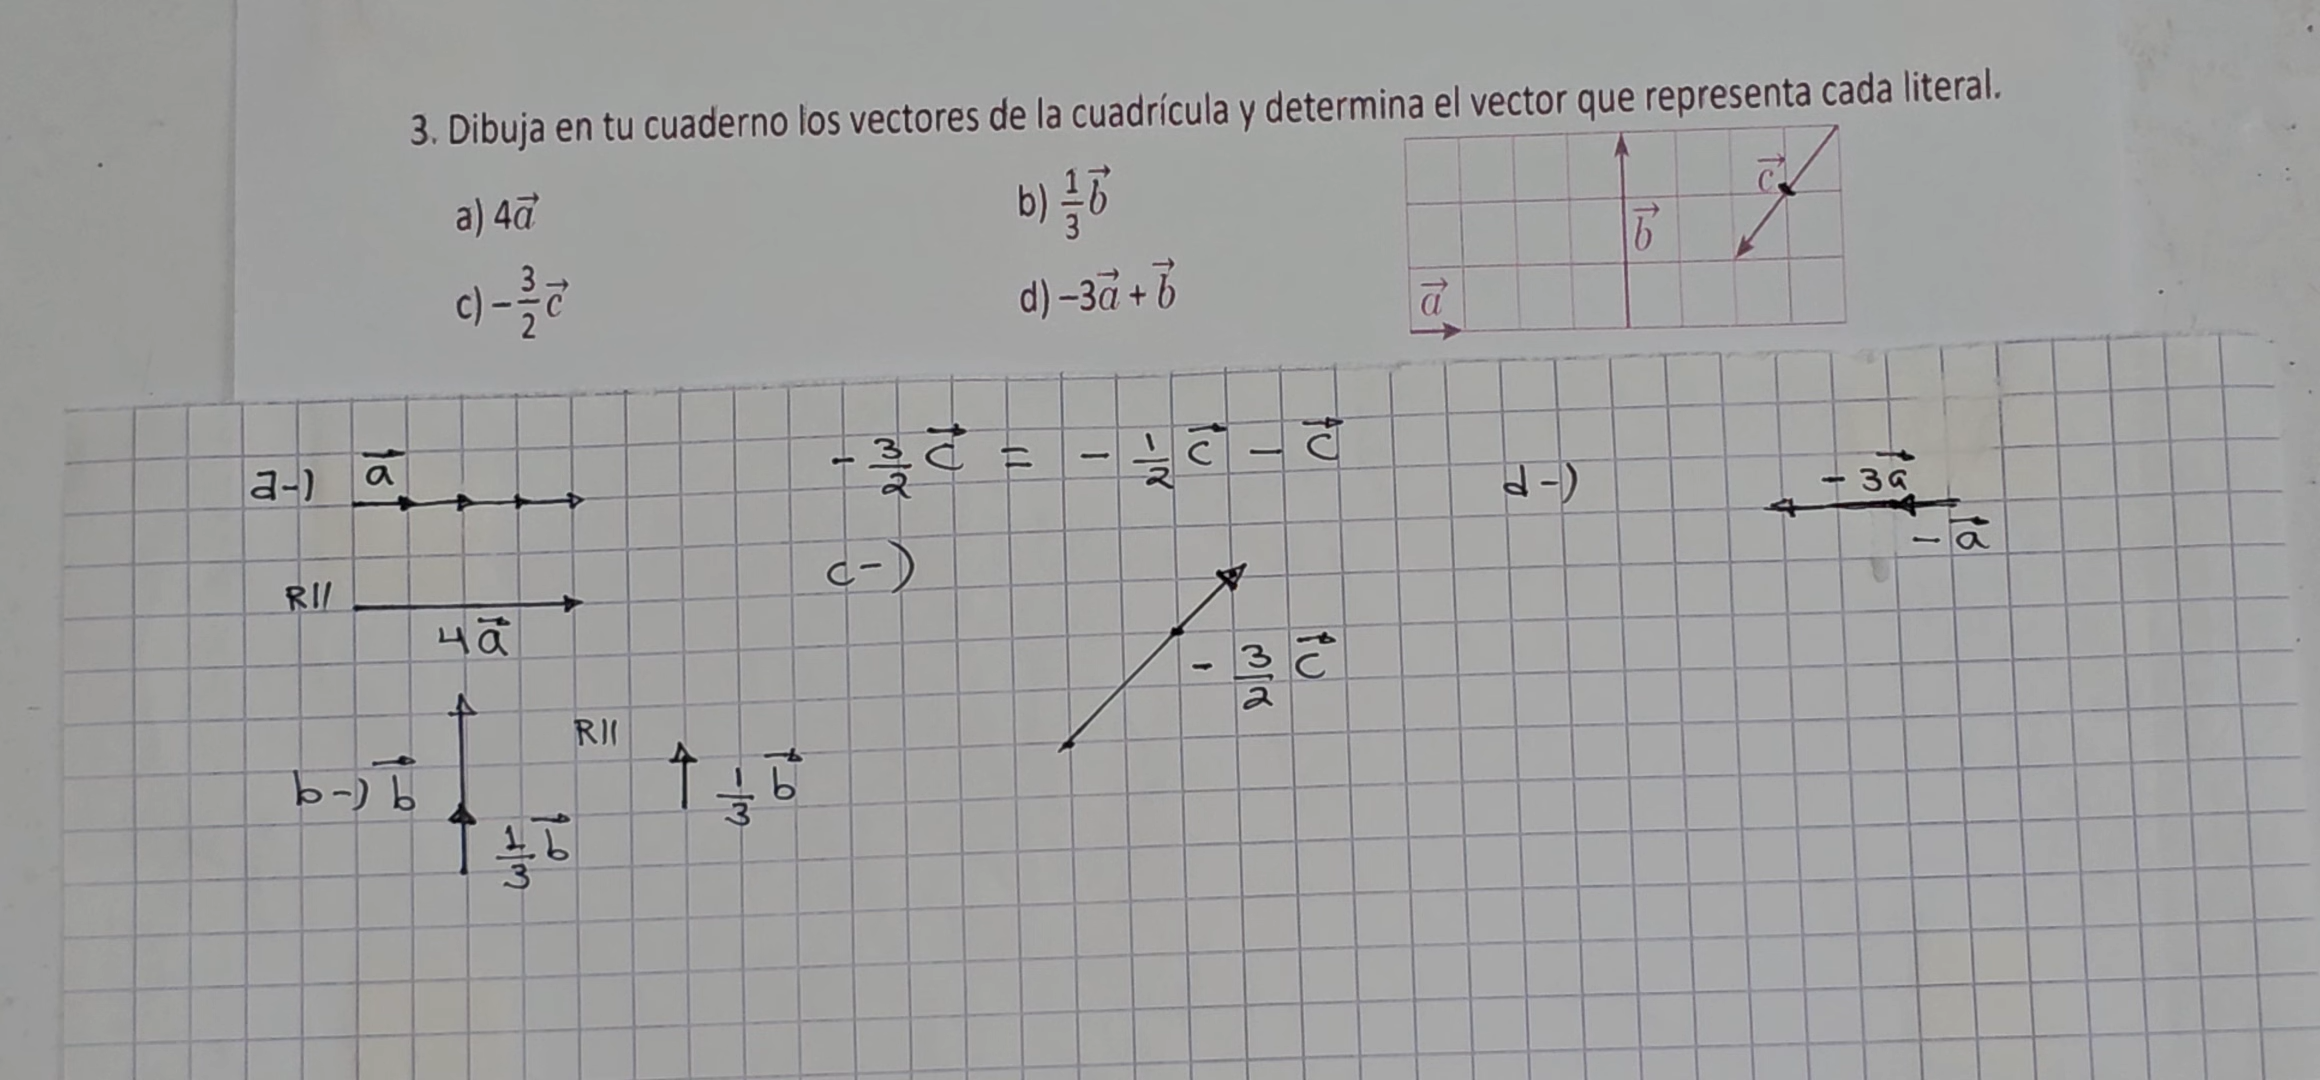 3. Dibuja en tu cuaderno los vectores de la cuadrícula y determina el vector que representa cada literal.
a) 4a⃗
b) 1/3 b⃗
c) -3/2 c⃗
d) -3a⃗ + b⃗
a⃗
b⃗
c⃗
a-) a⃗
R// 4a⃗
b-) b⃗
1/3 b⃗
R// 1/3 b⃗
-3/2 c⃗ = -1/2 c⃗ - c⃗
c-)
-3/2 c⃗
d-) -3a⃗
-a⃗